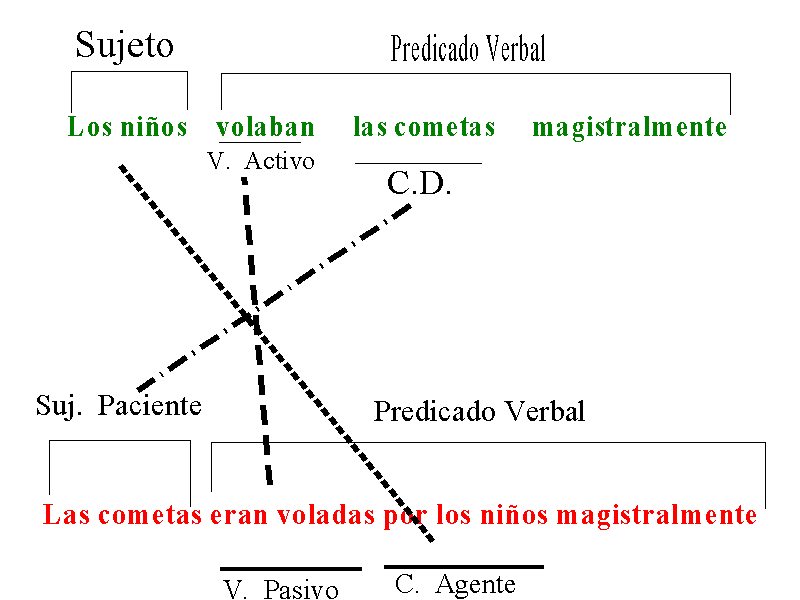 Sujeto Predicado Verbal
Los niños volaban las cometas magistralmente
V. Activo C.D.
Suj. Paciente Predicado Verbal
Las cometas eran voladas por los niños magistralmente
V. Pasivo C. Agente